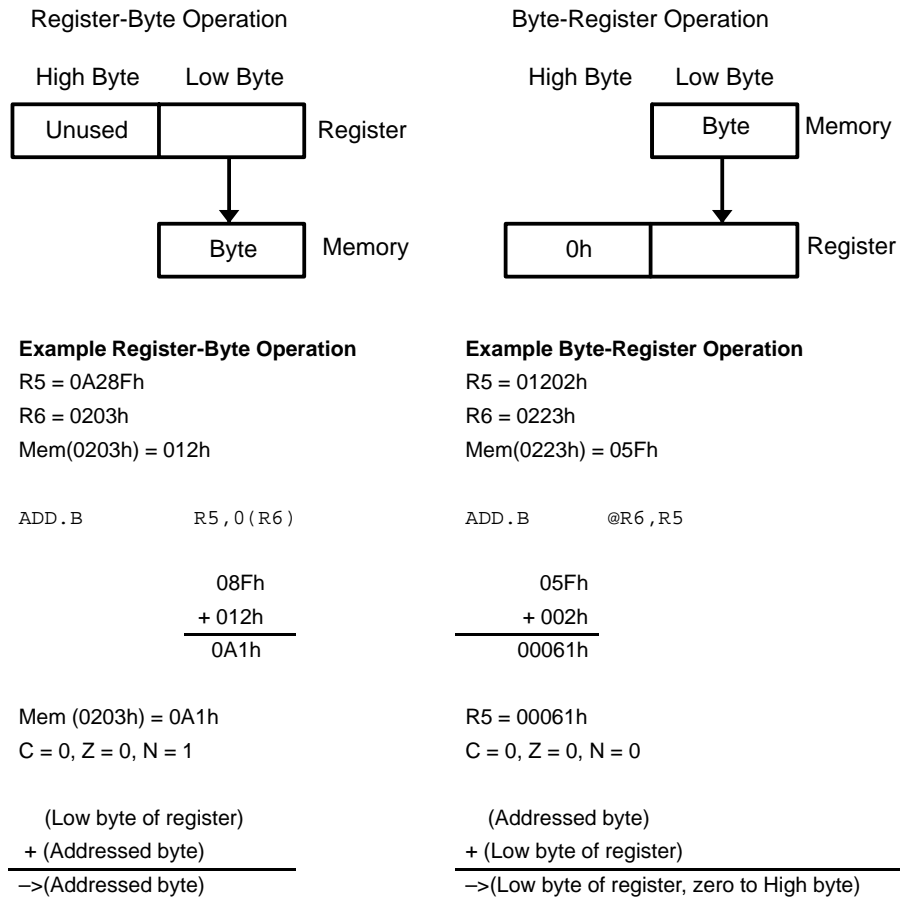 Register-Byte Operation
High Byte Low Byte
Unused Register
Byte Memory
Example Register-Byte Operation
R5 = 0A28Fh
R6 = 0203h
Mem(0203h) = 012h
ADD.B R5,0(R6)
08Fh
+ 012h
0A1h
Mem (0203h) = 0A1h
C = 0, Z = 0, N = 1
(Low byte of register)
+ (Addressed byte)
–>(Addressed byte)
Byte-Register Operation
High Byte Low Byte
Byte Memory
0h Register
Example Byte-Register Operation
R5 = 01202h
R6 = 0223h
Mem(0223h) = 05Fh
ADD.B @R6,R5
05Fh
+ 002h
00061h
R5 = 00061h
C = 0, Z = 0, N = 0
(Addressed byte)
+ (Low byte of register)
–>(Low byte of register, zero to High byte)